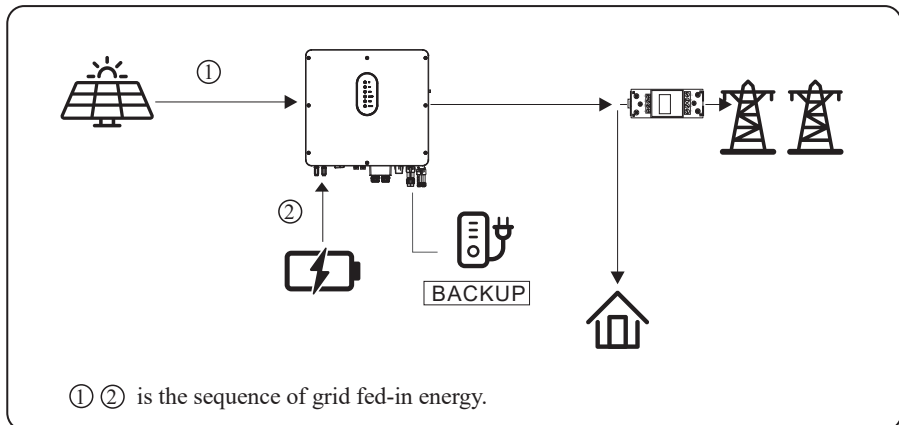 ①
②
BACKUP
① ② is the sequence of grid fed-in energy.